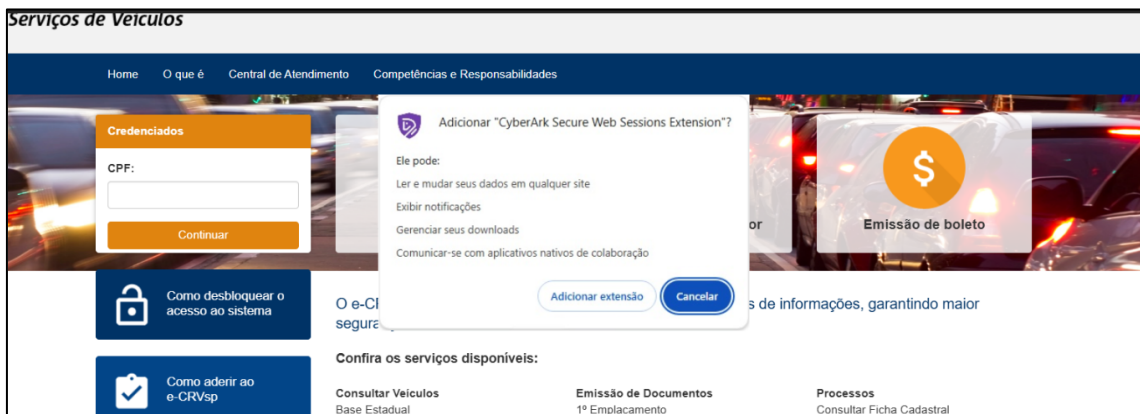 Serviços de Veículos
Home O que é Central de Atendimento Competências e Responsabilidades
Credenciados
CPF:
Continuar
Adicionar "CyberArk Secure Web Sessions Extension"?
Ele pode:
Ler e mudar seus dados em qualquer site
Exibir notificações
Gerenciar seus downloads
Comunicar-se com aplicativos nativos de colaboração
Adicionar extensão Cancelar
or
$
Emissão de boleto
Como desbloquear o
acesso ao sistema
Como aderir ao
e-CRVsp
O e-C s de informações, garantindo maior
segura
Confira os serviços disponíveis:
Consultar Veiculos Emissão de Documentos Processos
Base Estadual 1º Emplacamento Consultar Ficha Cadastral